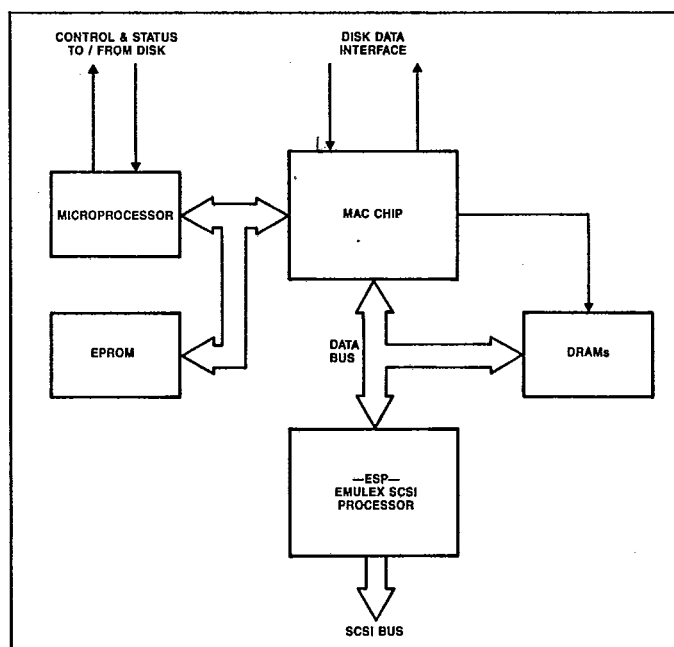 CONTROL & STATUS
TO / FROM DISK
DISK DATA
INTERFACE
MICROPROCESSOR
MAC CHIP
EPROM
DATA
BUS
DRAMs
—ESP—
EMULEX SCSI
PROCESSOR
SCSI BUS